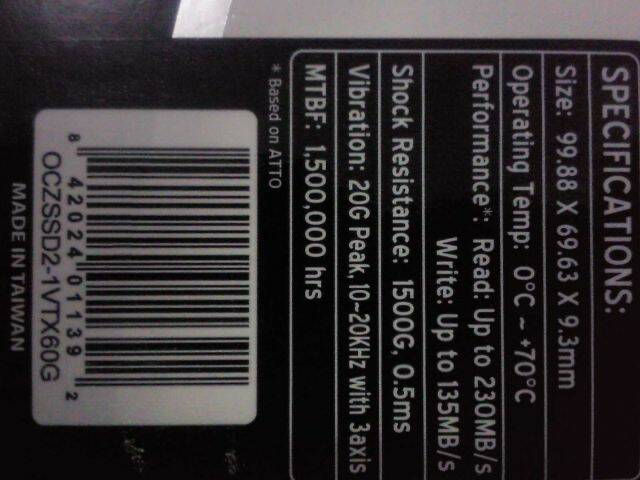 SPECIFICATIONS:
Size: 99.88 X 69.63 X 9.3mm
Operating Temp: 0°C ~ +70°C
Performance*: Read: Up to 230MB/s
Write: Up to 135MB/s
Shock Resistance: 1500G, 0.5ms
Vibration: 20G Peak, 10~20KHz with 3axis
MTBF: 1,500,000 hrs
* Based on ATTO
8 42024 01139 2
OCZSSD2-1VTX60G
MADE IN TAIWAN